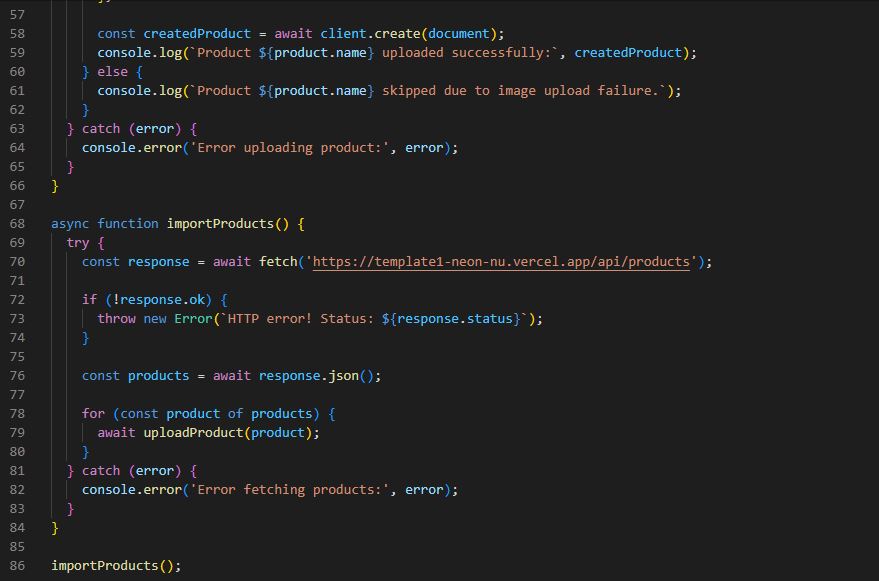 57
58 const createdProduct = await client.create(document);
59 console.log(`Product ${product.name} uploaded successfully:`, createdProduct);
60 } else {
61 console.log(`Product ${product.name} skipped due to image upload failure.`);
62 }
63 } catch (error) {
64 console.error('Error uploading product:', error);
65 }
66 }
67
68 async function importProducts() {
69 try {
70 const response = await fetch('https://template1-neon-nu.vercel.app/api/products');
71
72 if (!response.ok) {
73 throw new Error(`HTTP error! Status: ${response.status}`);
74 }
75
76 const products = await response.json();
77
78 for (const product of products) {
79 await uploadProduct(product);
80 }
81 } catch (error) {
82 console.error('Error fetching products:', error);
83 }
84 }
85
86 importProducts();